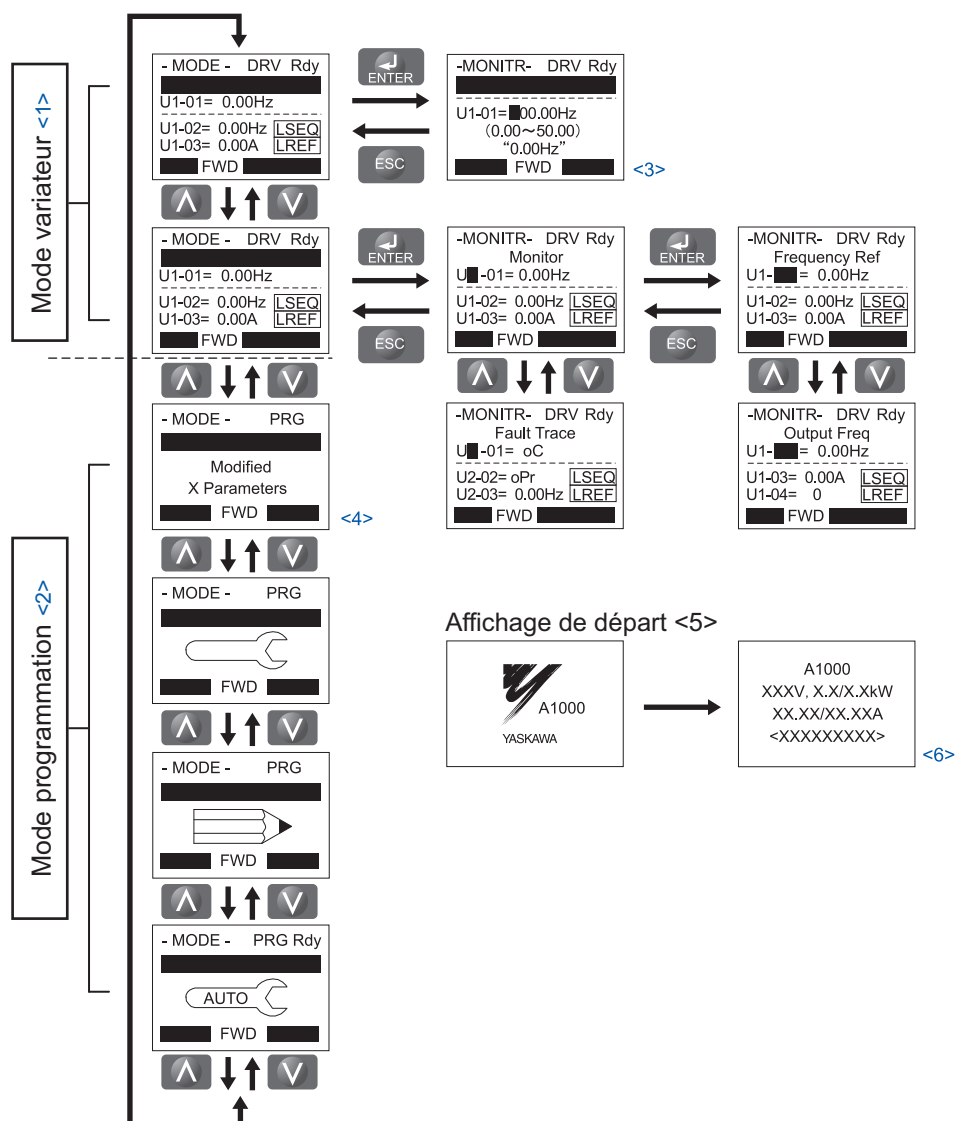 Mode variateur <1>
- MODE - DRV Rdy
U1-01= 0.00Hz
U1-02= 0.00Hz LSEQ
U1-03= 0.00A LREF
FWD
ENTER
ESC
-MONITR- DRV Rdy
U1-01= 00.00Hz
(0.00~50.00)
“0.00Hz”
FWD
<3>
- MODE - DRV Rdy
U1-01= 0.00Hz
U1-02= 0.00Hz LSEQ
U1-03= 0.00A LREF
FWD
ENTER
ESC
-MONITR- DRV Rdy
Monitor
U -01= 0.00Hz
U1-02= 0.00Hz LSEQ
U1-03= 0.00A LREF
FWD
ENTER
ESC
-MONITR- DRV Rdy
Frequency Ref
U1- = 0.00Hz
U1-02= 0.00Hz LSEQ
U1-03= 0.00A LREF
FWD
-MONITR- DRV Rdy
Fault Trace
U -01= oC
U2-02= oPr LSEQ
U2-03= 0.00Hz LREF
FWD
-MONITR- DRV Rdy
Output Freq
U1- = 0.00Hz
U1-03= 0.00A LSEQ
U1-04= 0 LREF
FWD
Mode programmation <2>
- MODE - PRG
Modified
X Parameters
FWD
<4>
- MODE - PRG
FWD
- MODE - PRG
FWD
- MODE - PRG Rdy
AUTO
FWD
Affichage de départ <5>
A1000
YASKAWA
A1000
XXXV, X.X/X.XkW
XX.XX/XX.XXA
<XXXXXXXXX>
<6>